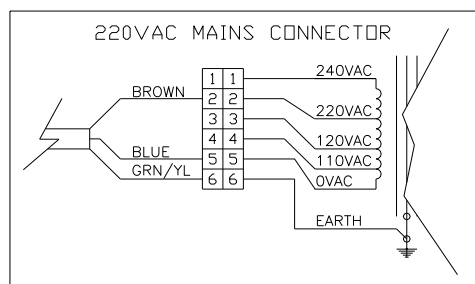 220VAC MAINS CONNECTOR
240VAC
1 1
BROWN
2 2
220VAC
3 3
120VAC
4 4
110VAC
BLUE
5 5
0VAC
GRN/YL
6 6
EARTH